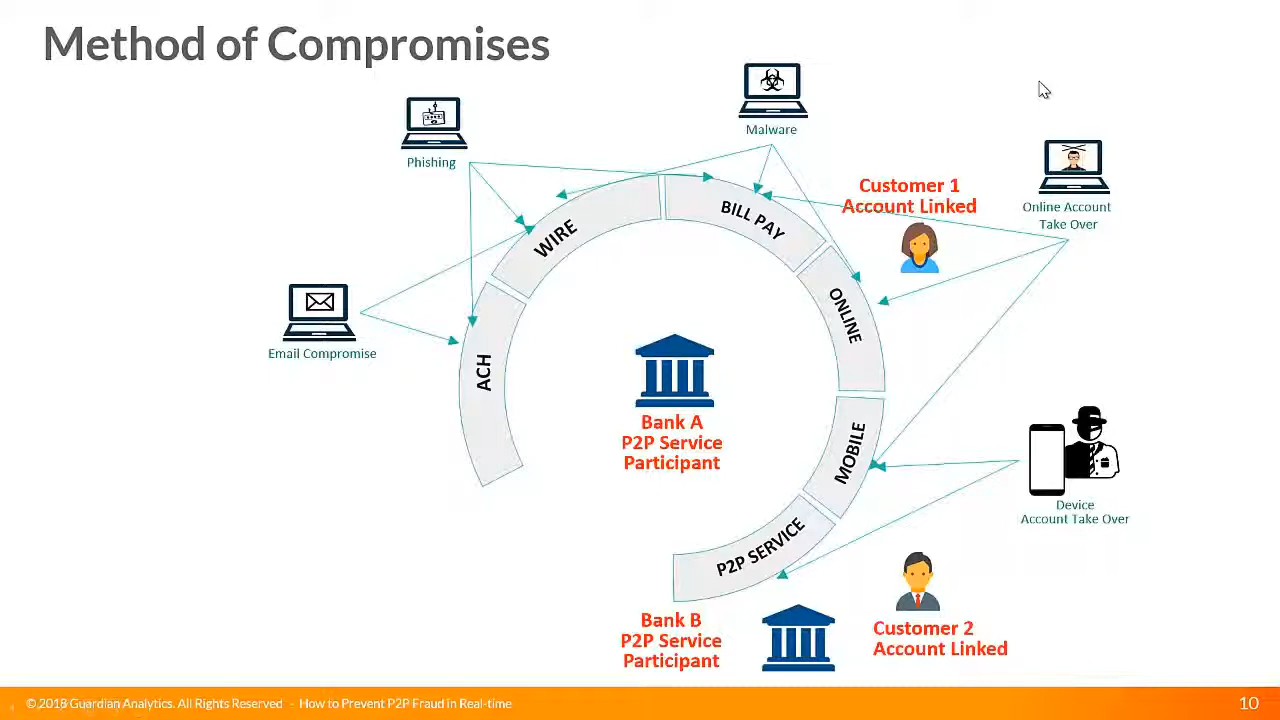 Method of Compromises
Phishing
Malware
Customer 1
Account Linked
Online Account
Take Over
Email Compromise
WIRE
BILL PAY
ONLINE
ACH
MOBILE
P2P SERVICE
Bank A
P2P Service
Participant
Device
Account Take Over
Bank B
P2P Service
Participant
Customer 2
Account Linked
© 2018 Guardian Analytics. All Rights Reserved - How to Prevent P2P Fraud in Real-time
10